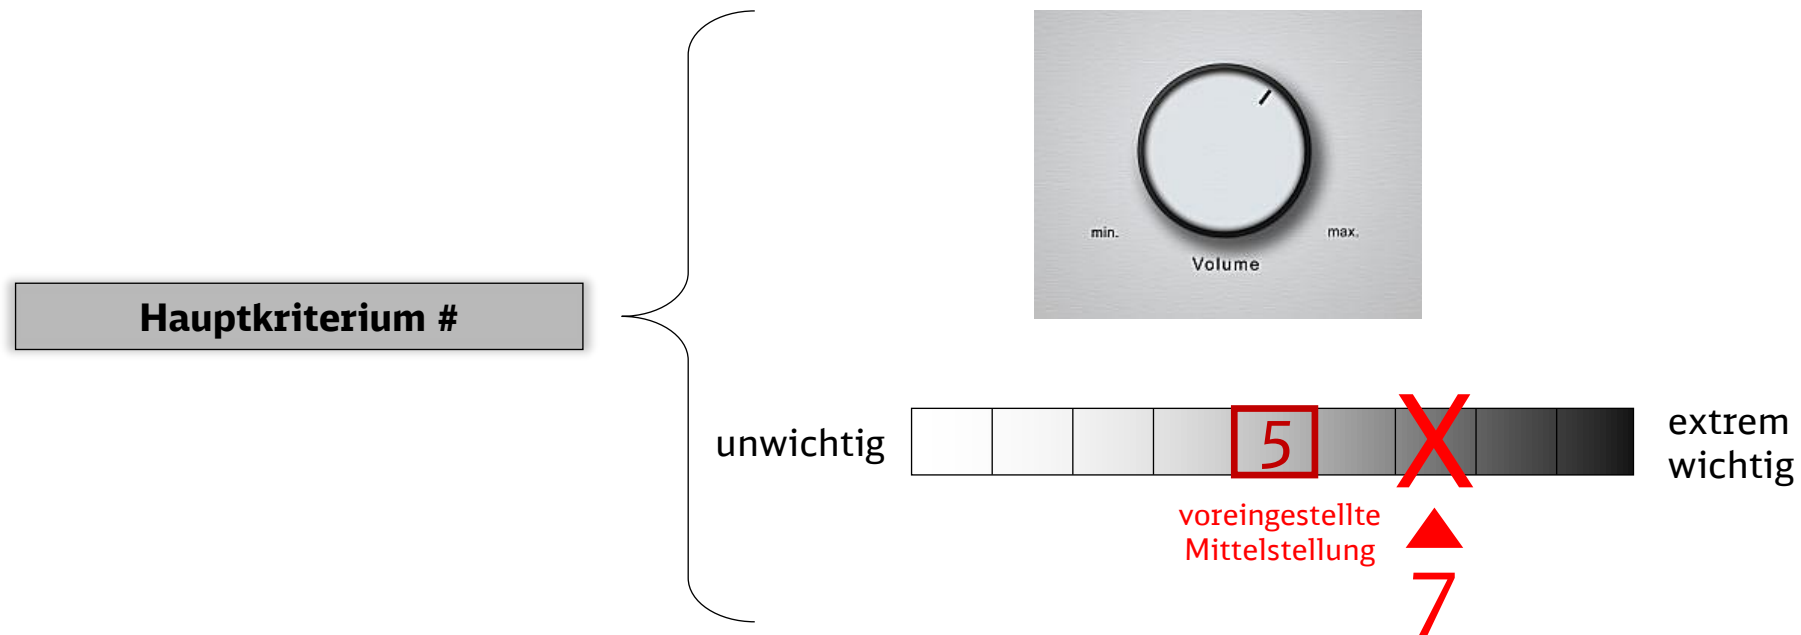 Hauptkriterium #
min.
max.
Volume
unwichtig
5
X
extrem
wichtig
voreingestellte
Mittelstellung
7